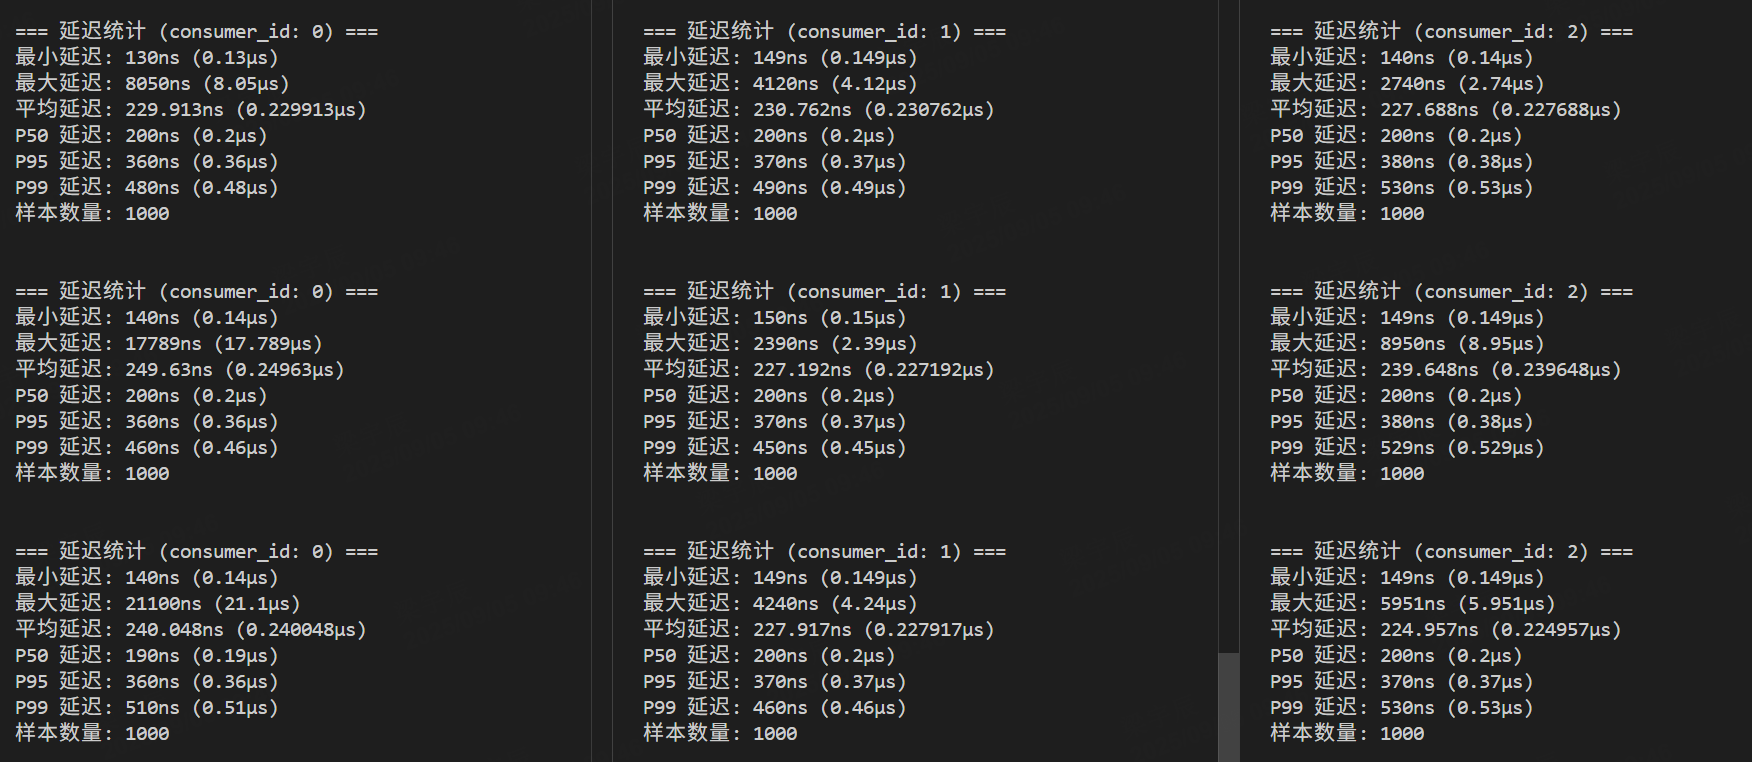 === 延迟统计 (consumer_id: 0) ===
最小延迟: 130ns (0.13μs)
最大延迟: 8050ns (8.05μs)
平均延迟: 229.913ns (0.229913μs)
P50 延迟: 200ns (0.2μs)
P95 延迟: 360ns (0.36μs)
P99 延迟: 480ns (0.48μs)
样本数量: 1000
=== 延迟统计 (consumer_id: 0) ===
最小延迟: 140ns (0.14μs)
最大延迟: 17789ns (17.789μs)
平均延迟: 249.63ns (0.24963μs)
P50 延迟: 200ns (0.2μs)
P95 延迟: 360ns (0.36μs)
P99 延迟: 460ns (0.46μs)
样本数量: 1000
=== 延迟统计 (consumer_id: 0) ===
最小延迟: 140ns (0.14μs)
最大延迟: 21100ns (21.1μs)
平均延迟: 240.048ns (0.240048μs)
P50 延迟: 190ns (0.19μs)
P95 延迟: 360ns (0.36μs)
P99 延迟: 510ns (0.51μs)
样本数量: 1000
=== 延迟统计 (consumer_id: 1) ===
最小延迟: 149ns (0.149μs)
最大延迟: 4120ns (4.12μs)
平均延迟: 230.762ns (0.230762μs)
P50 延迟: 200ns (0.2μs)
P95 延迟: 370ns (0.37μs)
P99 延迟: 490ns (0.49μs)
样本数量: 1000
=== 延迟统计 (consumer_id: 1) ===
最小延迟: 150ns (0.15μs)
最大延迟: 2390ns (2.39μs)
平均延迟: 227.192ns (0.227192μs)
P50 延迟: 200ns (0.2μs)
P95 延迟: 370ns (0.37μs)
P99 延迟: 450ns (0.45μs)
样本数量: 1000
=== 延迟统计 (consumer_id: 1) ===
最小延迟: 149ns (0.149μs)
最大延迟: 4240ns (4.24μs)
平均延迟: 227.917ns (0.227917μs)
P50 延迟: 200ns (0.2μs)
P95 延迟: 370ns (0.37μs)
P99 延迟: 460ns (0.46μs)
样本数量: 1000
=== 延迟统计 (consumer_id: 2) ===
最小延迟: 140ns (0.14μs)
最大延迟: 2740ns (2.74μs)
平均延迟: 227.688ns (0.227688μs)
P50 延迟: 200ns (0.2μs)
P95 延迟: 380ns (0.38μs)
P99 延迟: 530ns (0.53μs)
样本数量: 1000
=== 延迟统计 (consumer_id: 2) ===
最小延迟: 149ns (0.149μs)
最大延迟: 8950ns (8.95μs)
平均延迟: 239.648ns (0.239648μs)
P50 延迟: 200ns (0.2μs)
P95 延迟: 380ns (0.38μs)
P99 延迟: 529ns (0.529μs)
样本数量: 1000
=== 延迟统计 (consumer_id: 2) ===
最小延迟: 149ns (0.149μs)
最大延迟: 5951ns (5.951μs)
平均延迟: 224.957ns (0.224957μs)
P50 延迟: 200ns (0.2μs)
P95 延迟: 370ns (0.37μs)
P99 延迟: 530ns (0.53μs)
样本数量: 1000